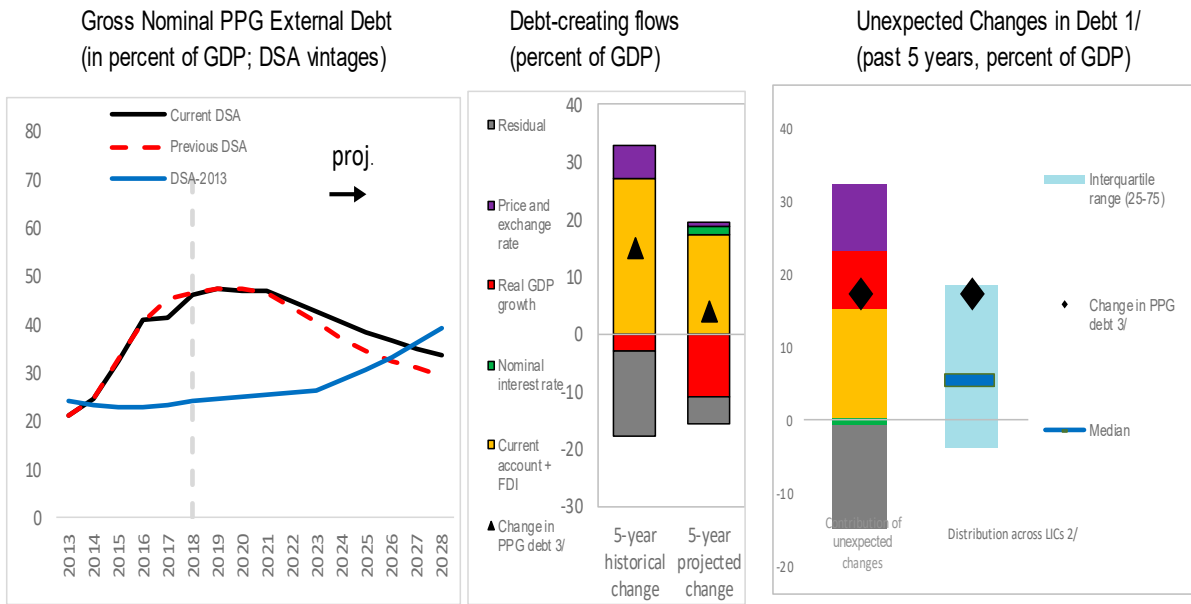 Gross Nominal PPG External Debt
(in percent of GDP; DSA vintages)
Current DSA
Previous DSA
DSA-2013
proj.
80
70
60
50
40
30
20
10
0
2013
2014
2015
2016
2017
2018
2019
2020
2021
2022
2023
2024
2025
2026
2027
2028
Debt-creating flows
(percent of GDP)
Residual
Price and
exchange
rate
Real GDP
growth
Nominal
interest rate
Current
account +
FDI
Change in
PPG debt 3/
40
30
20
10
0
-10
-20
-30
5-year
historical
change
5-year
projected
change
Unexpected Changes in Debt 1/
(past 5 years, percent of GDP)
40
30
20
10
0
-10
-20
Contribution of
unexpected
changes
Distribution across LICs 2/
Interquartile
range (25-75)
Change in PPG
debt 3/
Median